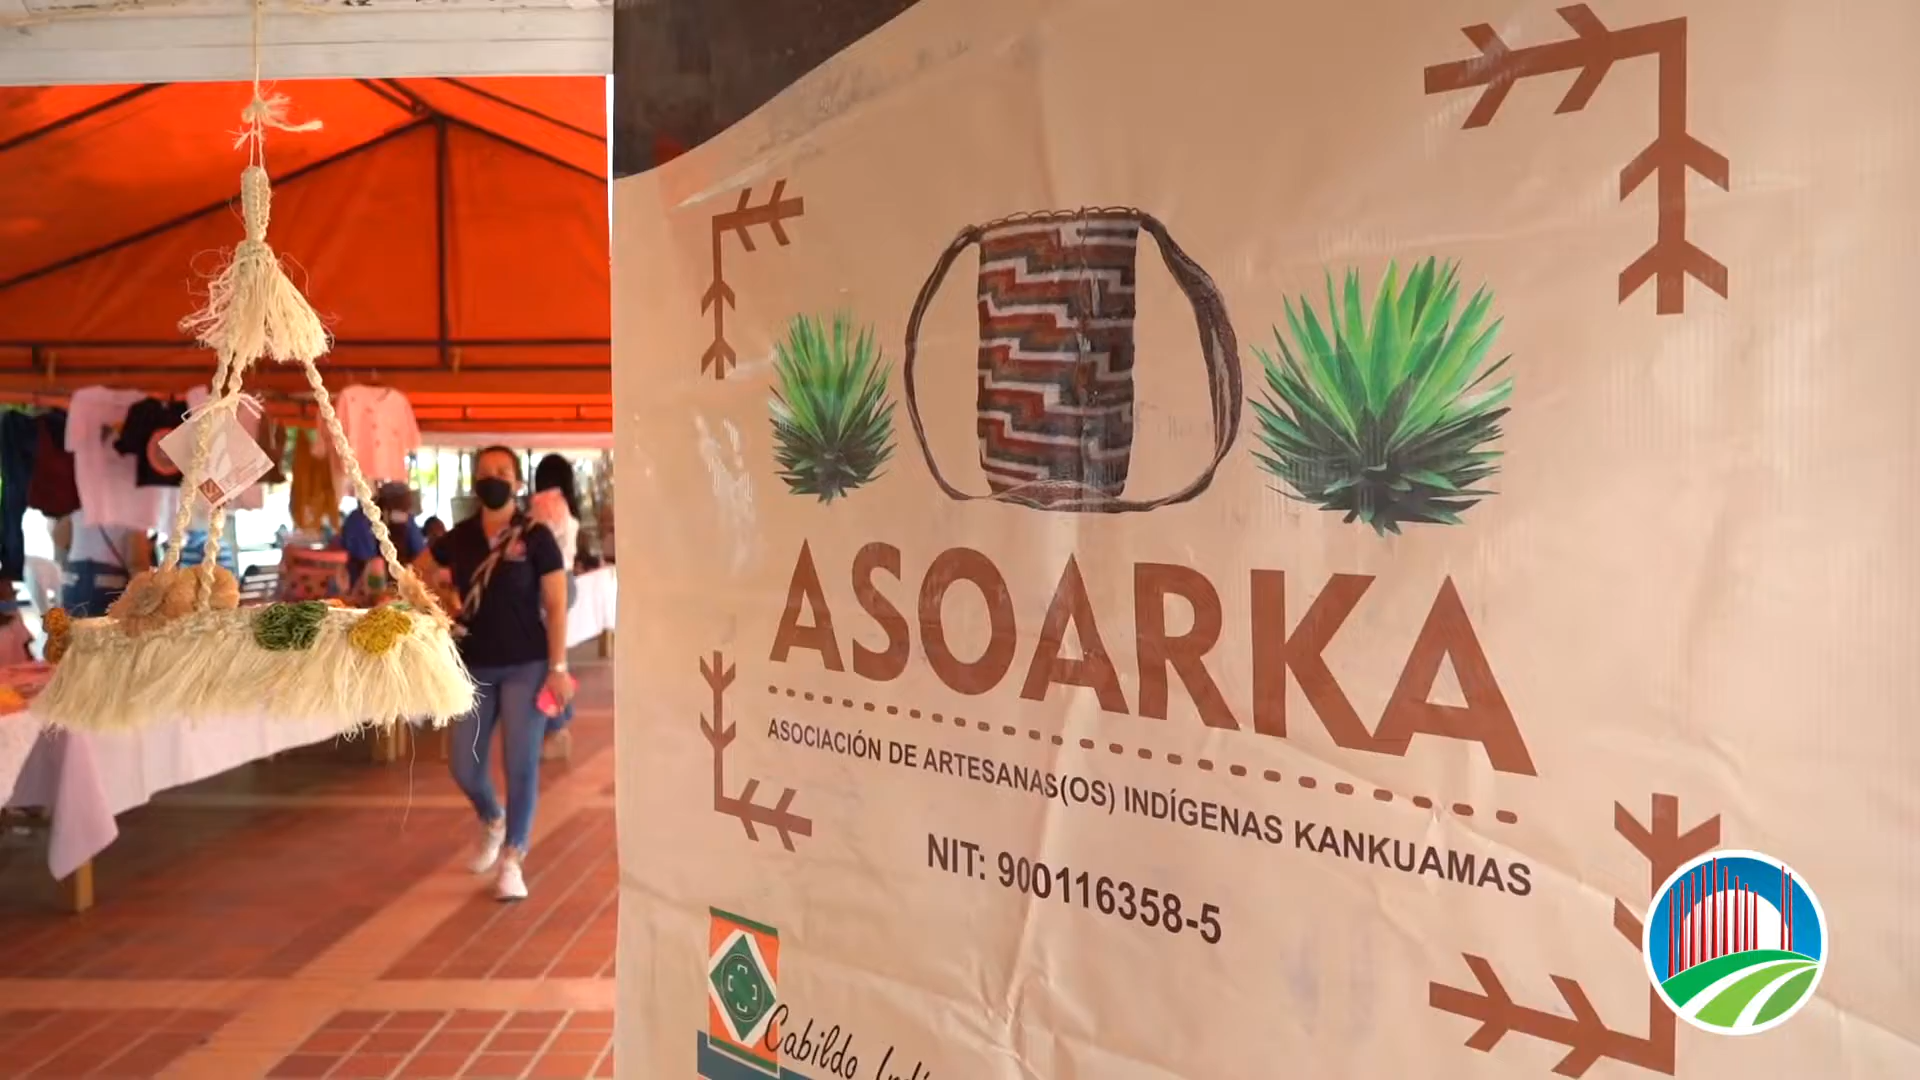 ASOARKA
ASOCIACIÓN DE ARTESANAS(OS) INDÍGENAS KANKUAMAS
NIT: 900116358-5
Cabildo